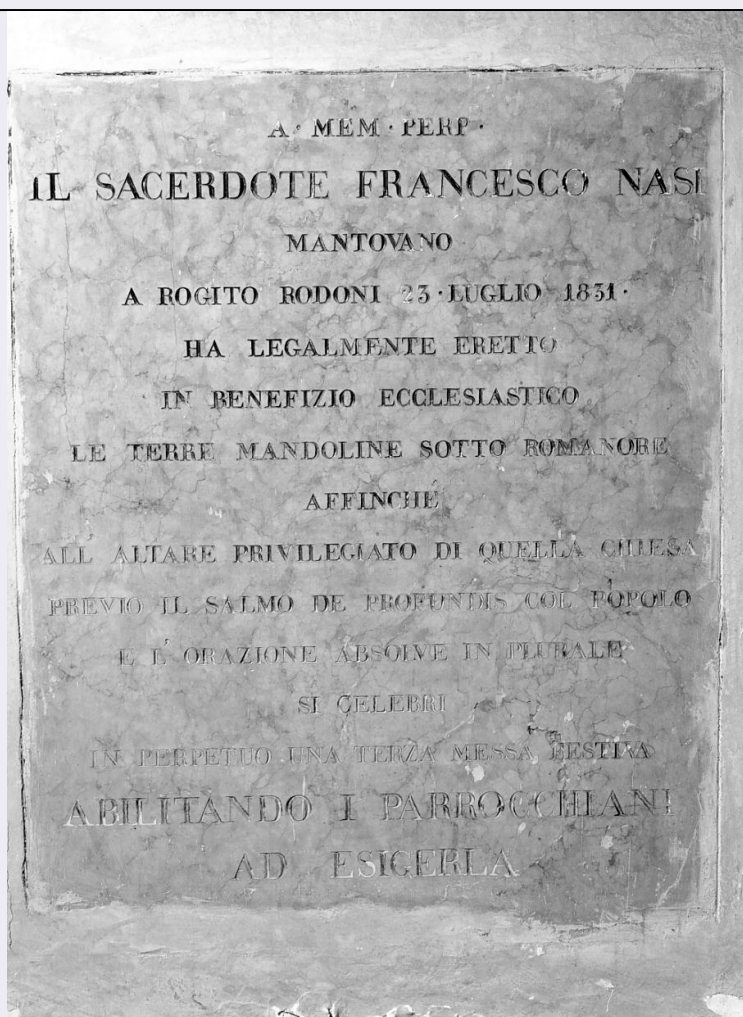 A · MEM · PERP ·
IL SACERDOTE FRANCESCO NASI
MANTOVANO
A ROGITO RODONI 23 · LUGLIO 1831 ·
HA LEGALMENTE ERETTO
IN BENEFIZIO ECCLESIASTICO
LE TERRE MANDOLINE SOTTO ROMANORE
AFFINCHÉ
ALL' ALTARE PRIVILEGIATO DI QUELLA CHIESA
PREVIO IL SALMO DE PROFUNDIS COL POPOLO
E L' ORAZIONE ABSOLVE IN PLURALE
SI CELEBRI
IN PERPETUO UNA TERZA MESSA FESTIVA
ABILITANDO I PARROCCHIANI
AD ESIGERLA